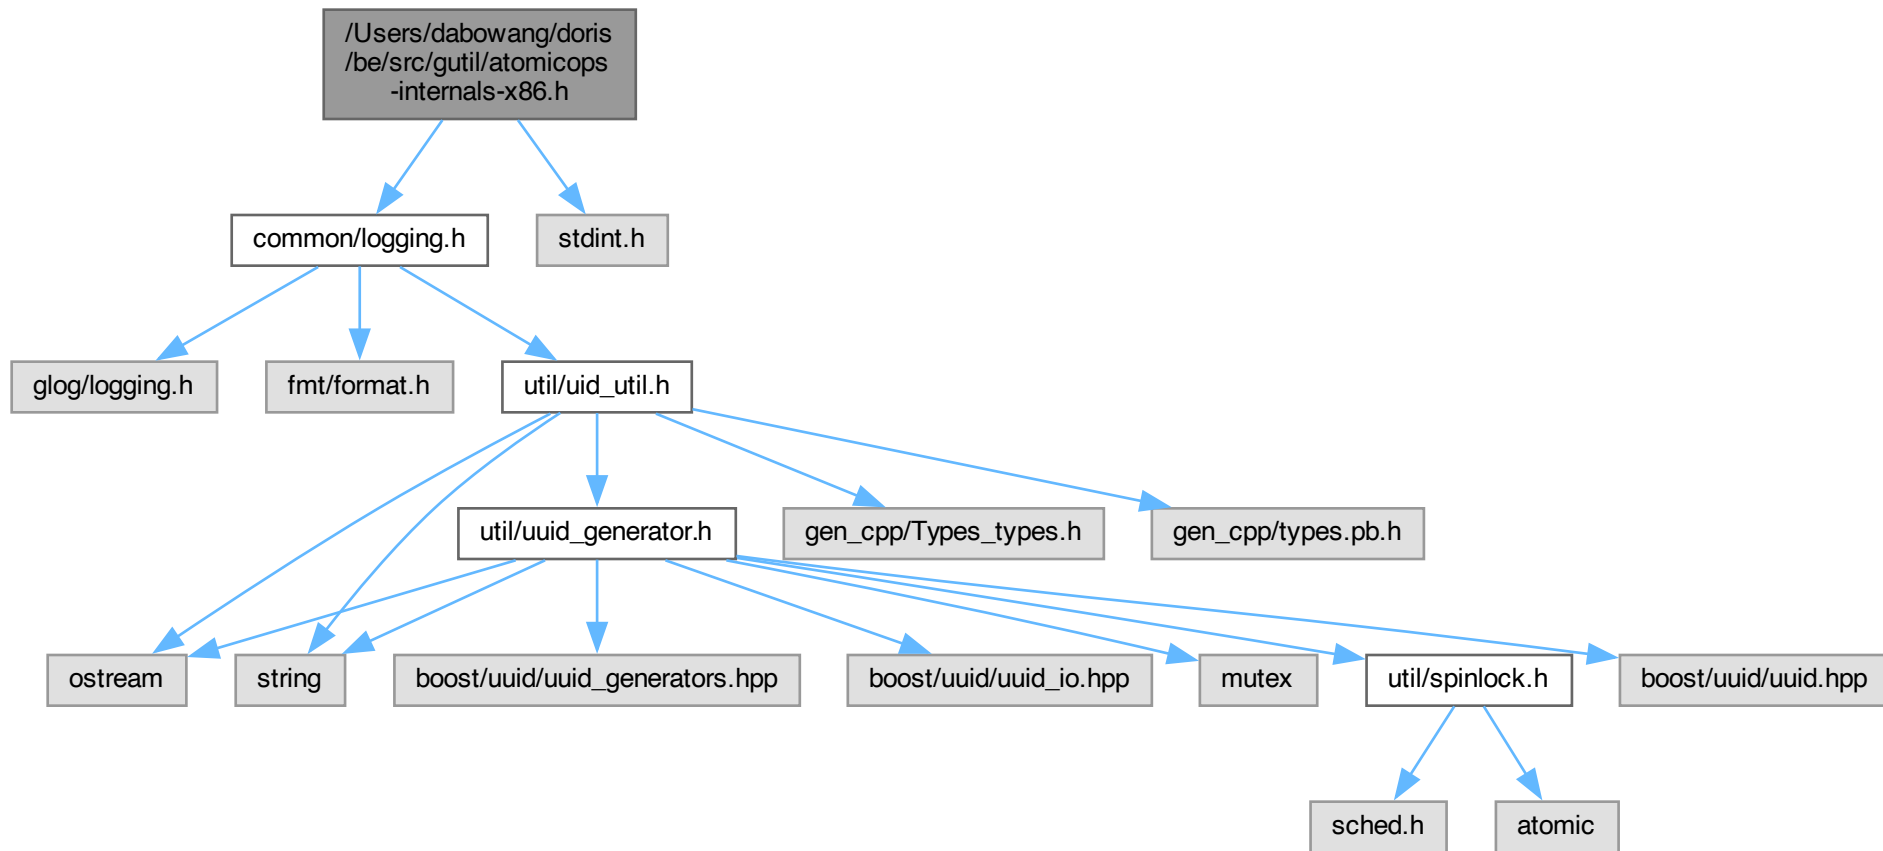 /Users/dabowang/doris
/be/src/gutil/atomicops
-internals-x86.h
common/logging.h
stdint.h
glog/logging.h
fmt/format.h
util/uid_util.h
util/uuid_generator.h
gen_cpp/Types_types.h
gen_cpp/types.pb.h
ostream
string
boost/uuid/uuid_generators.hpp
boost/uuid/uuid_io.hpp
mutex
util/spinlock.h
boost/uuid/uuid.hpp
sched.h
atomic